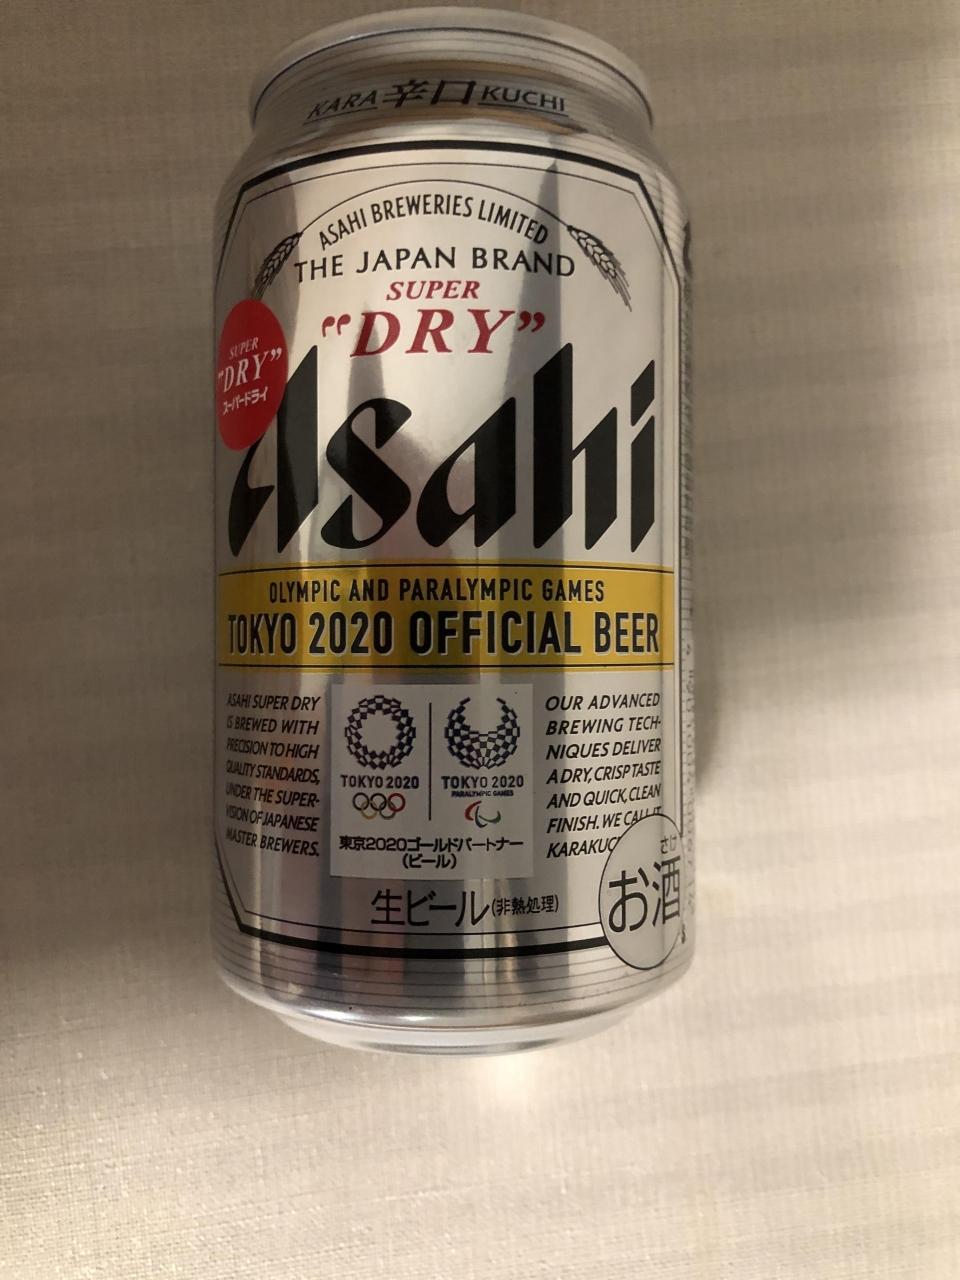 KARA 辛口 KUCHI
ASAHI BREWERIES LIMITED
THE JAPAN BRAND
SUPER
"DRY"
SUPER
"DRY"
スーパードライ
Asahi
OLYMPIC AND PARALYMPIC GAMES
TOKYO 2020 OFFICIAL BEER
ASAHI SUPER DRY
IS BREWED WITH
PRECISION TO HIGH
QUALITY STANDARDS,
UNDER THE SUPER-
VISION OF JAPANESE
MASTER BREWERS.
TOKYO 2020
TOKYO 2020
PARALYMPIC GAMES
東京2020ゴールドパートナー
(ビール)
OUR ADVANCED
BREWING TECH-
NIQUES DELIVER
A DRY, CRISP TASTE
AND QUICK, CLEAN
FINISH. WE CALL IT
KARAKUC
生ビール(非熱処理)
さけ
お酒